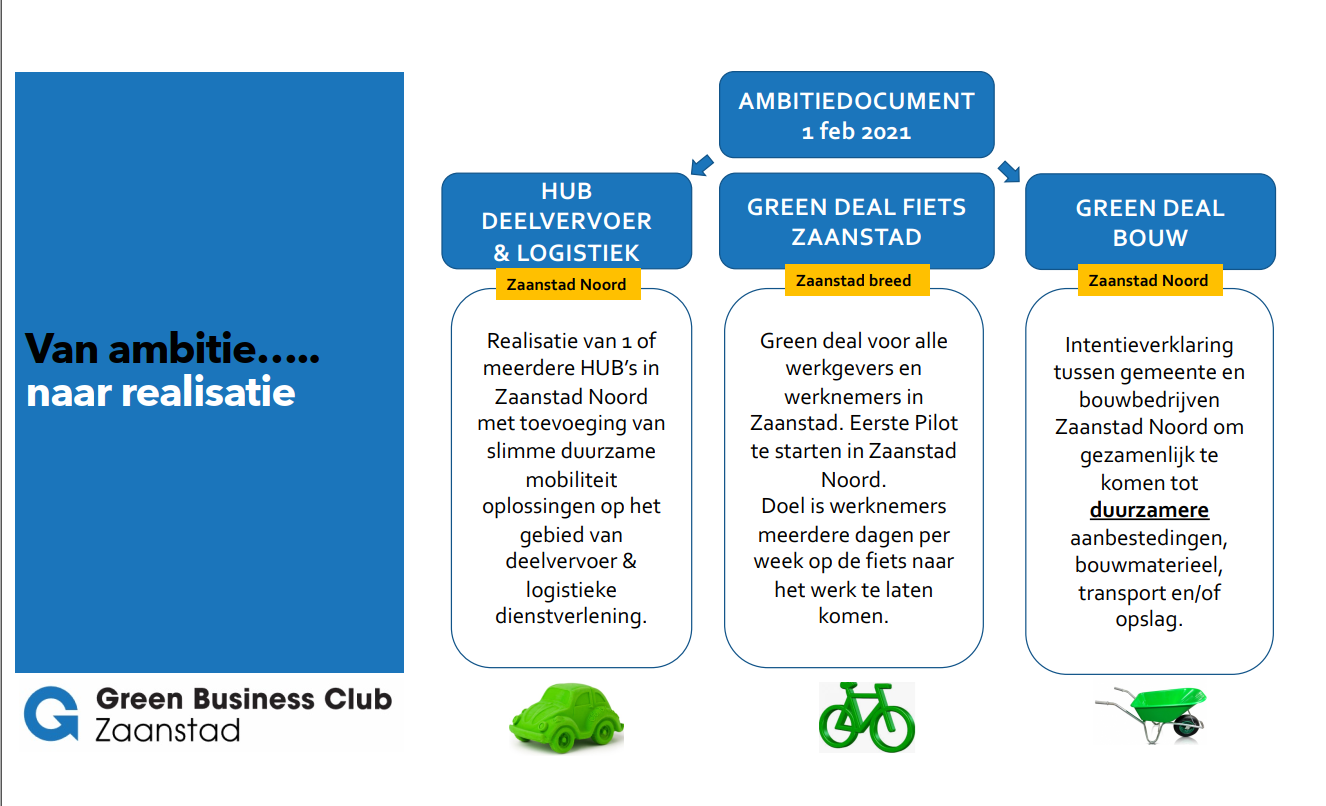 Van ambitie…..
naar realisatie
Green Business Club
Zaanstad
AMBITIEDOCUMENT
1 feb 2021
HUB
DEELVERVOER
& LOGISTIEK
Zaanstad Noord
Realisatie van 1 of
meerdere HUB’s in
Zaanstad Noord
met toevoeging van
slimme duurzame
mobiliteit
oplossingen op het
gebied van
deelvervoer &
logistieke
dienstverlening.
GREEN DEAL FIETS
ZAANSTAD
Zaanstad breed
Green deal voor alle
werkgevers en
werknemers in
Zaanstad. Eerste Pilot
te starten in Zaanstad
Noord.
Doel is werknemers
meerdere dagen per
week op de fiets naar
het werk te laten
komen.
GREEN DEAL
BOUW
Zaanstad Noord
Intentieverklaring
tussen gemeente en
bouwbedrijven
Zaanstad Noord om
gezamenlijk te
komen tot
duurzamere
aanbestedingen,
bouwmaterieel,
transport en/of
opslag.